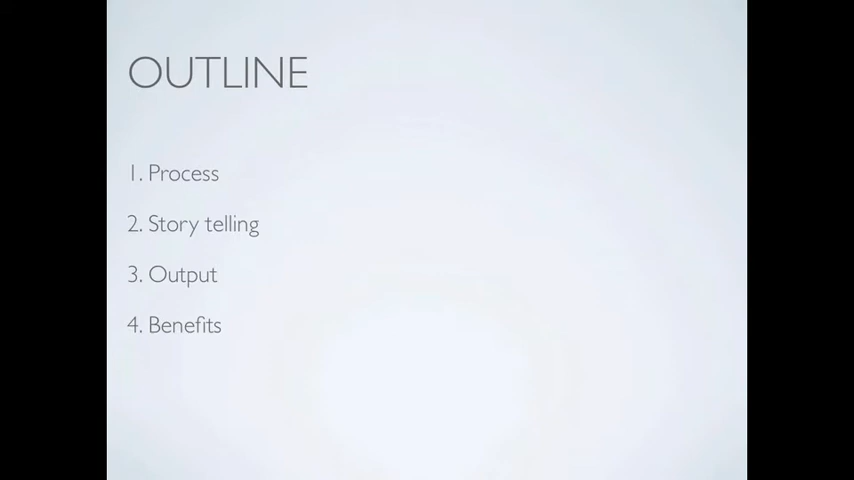 OUTLINE
1. Process
2. Story telling
3. Output
4. Benefits